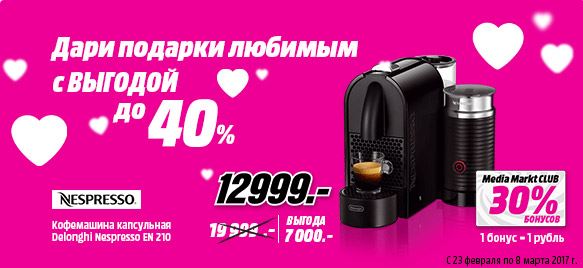 Дари подарки любимым
с ВЫГОДОЙ
до 40%
NESPRESSO.
Кофемашина капсульная
Delonghi Nespresso EN 210
12999.-
19 999.-
ВЫГОДА
7 000.-
Media Markt CLUB
30%
БОНУСОВ
1 бонус = 1 рубль
С 23 февраля по 8 марта 2017 г.